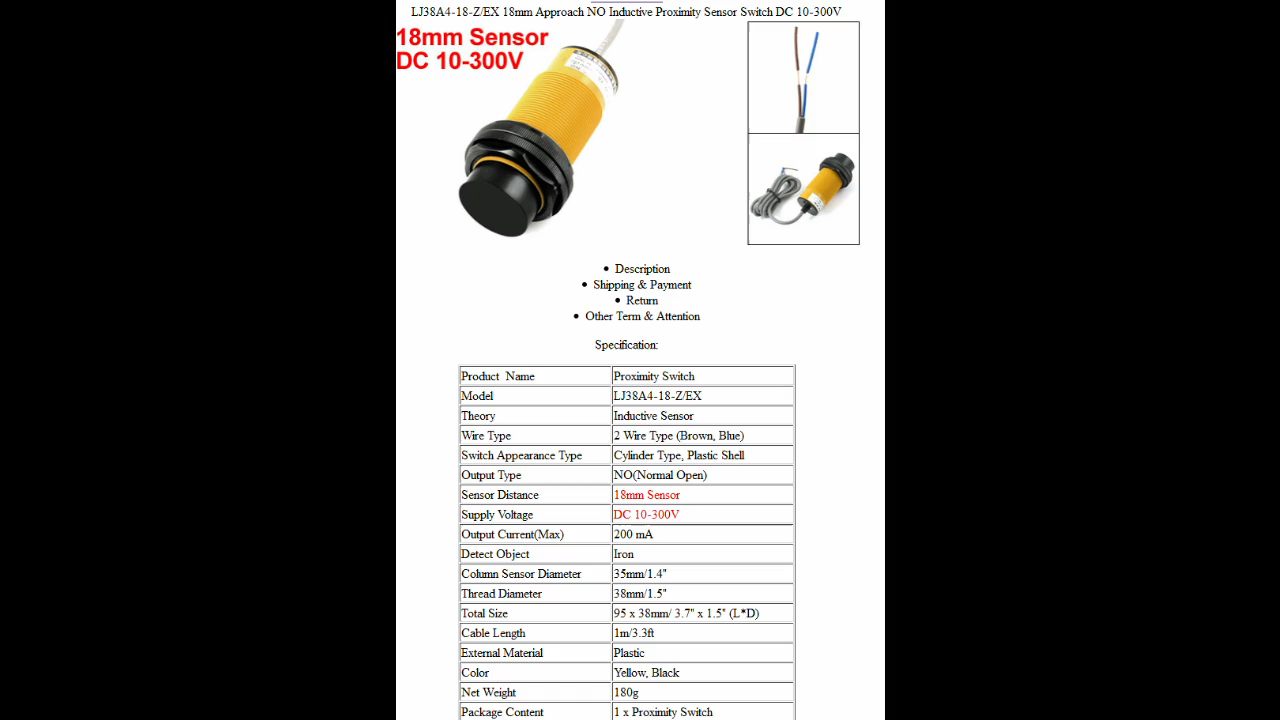 LJ38A4-18-Z/EX 18mm Approach NO Inductive Proximity Sensor Switch DC 10-300V
18mm Sensor
DC 10-300V
• Description
• Shipping & Payment
• Return
• Other Term & Attention
Specification:
Product Name Proximity Switch
Model LJ38A4-18-Z/EX
Theory Inductive Sensor
Wire Type 2 Wire Type (Brown, Blue)
Switch Appearance Type Cylinder Type, Plastic Shell
Output Type NO(Normal Open)
Sensor Distance 18mm Sensor
Supply Voltage DC 10-300V
Output Current(Max) 200 mA
Detect Object Iron
Column Sensor Diameter 35mm/1.4"
Thread Diameter 38mm/1.5"
Total Size 95 x 38mm/ 3.7" x 1.5" (L*D)
Cable Length 1m/3.3ft
External Material Plastic
Color Yellow, Black
Net Weight 180g
Package Content 1 x Proximity Switch